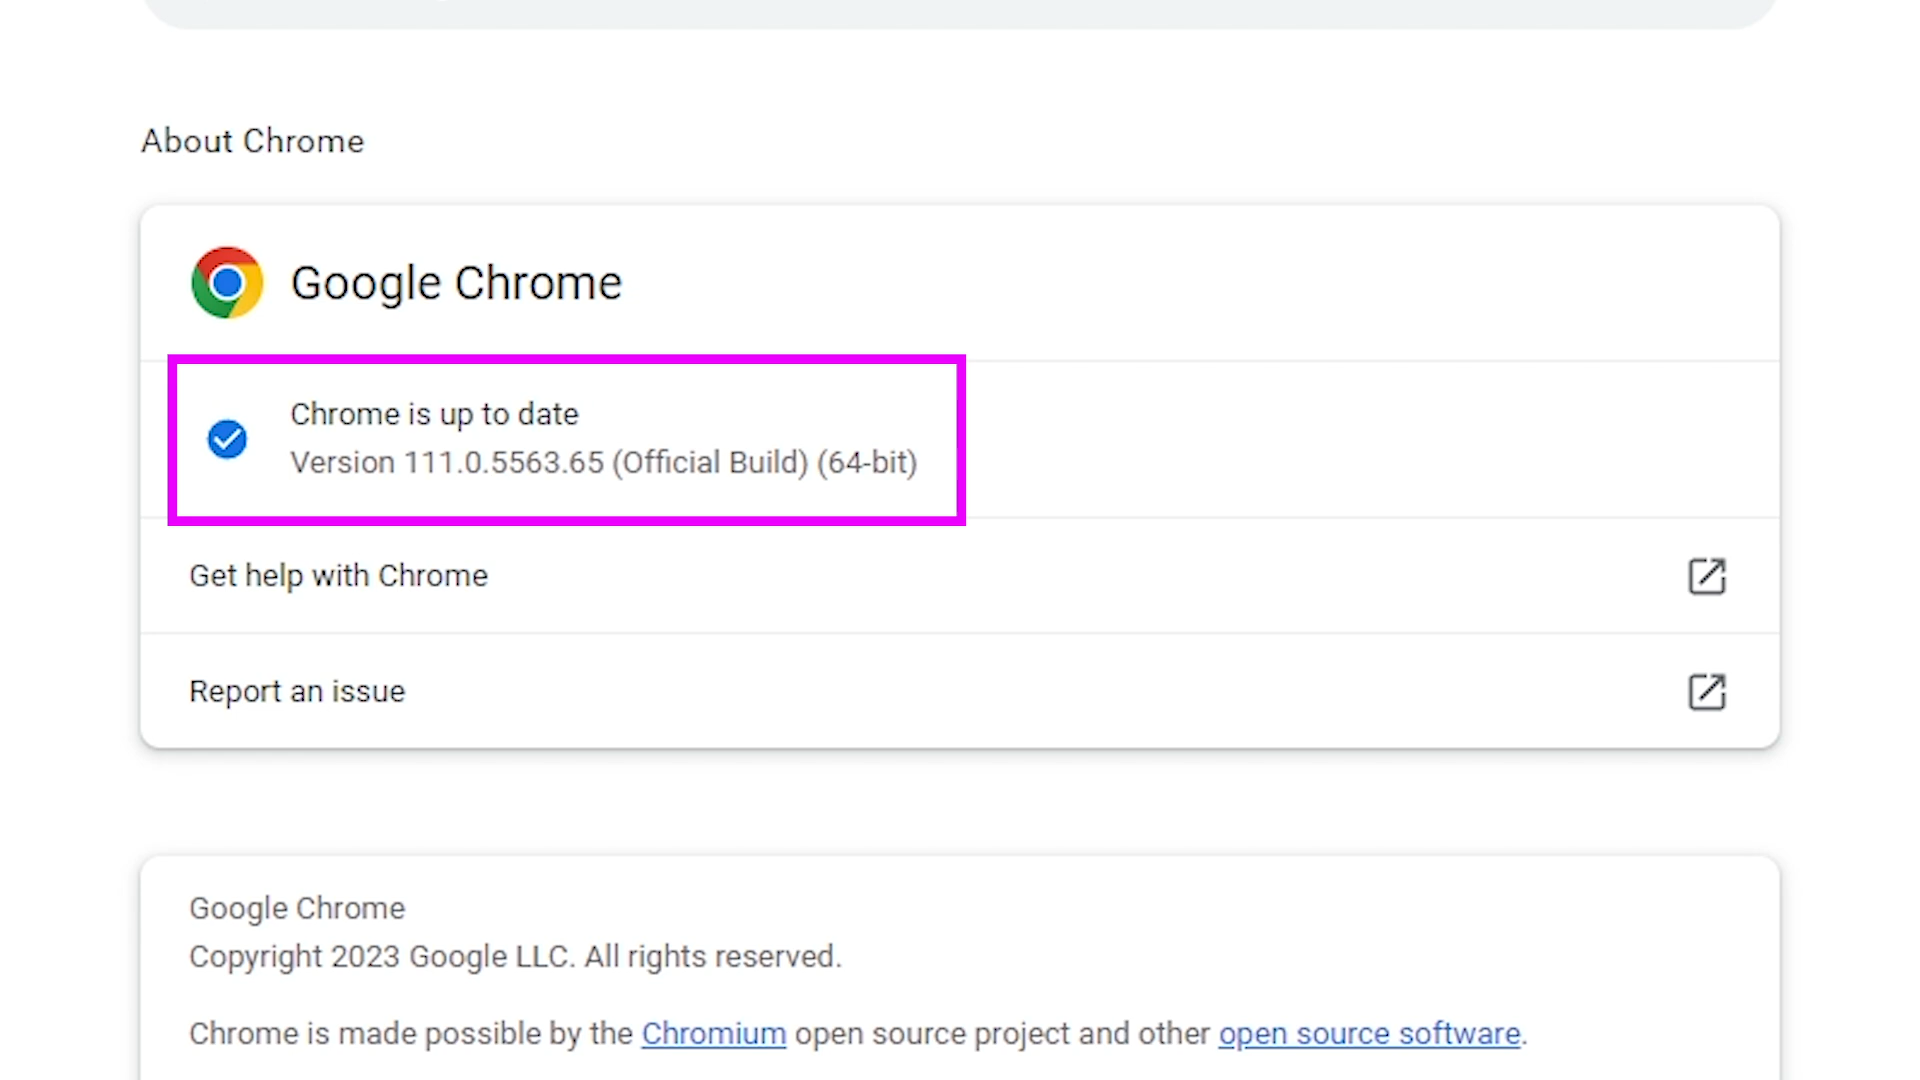 About Chrome
Google Chrome
Chrome is up to date
Version 111.0.5563.65 (Official Build) (64-bit)
Get help with Chrome
Report an issue
Google Chrome
Copyright 2023 Google LLC. All rights reserved.
Chrome is made possible by the Chromium open source project and other open source software.